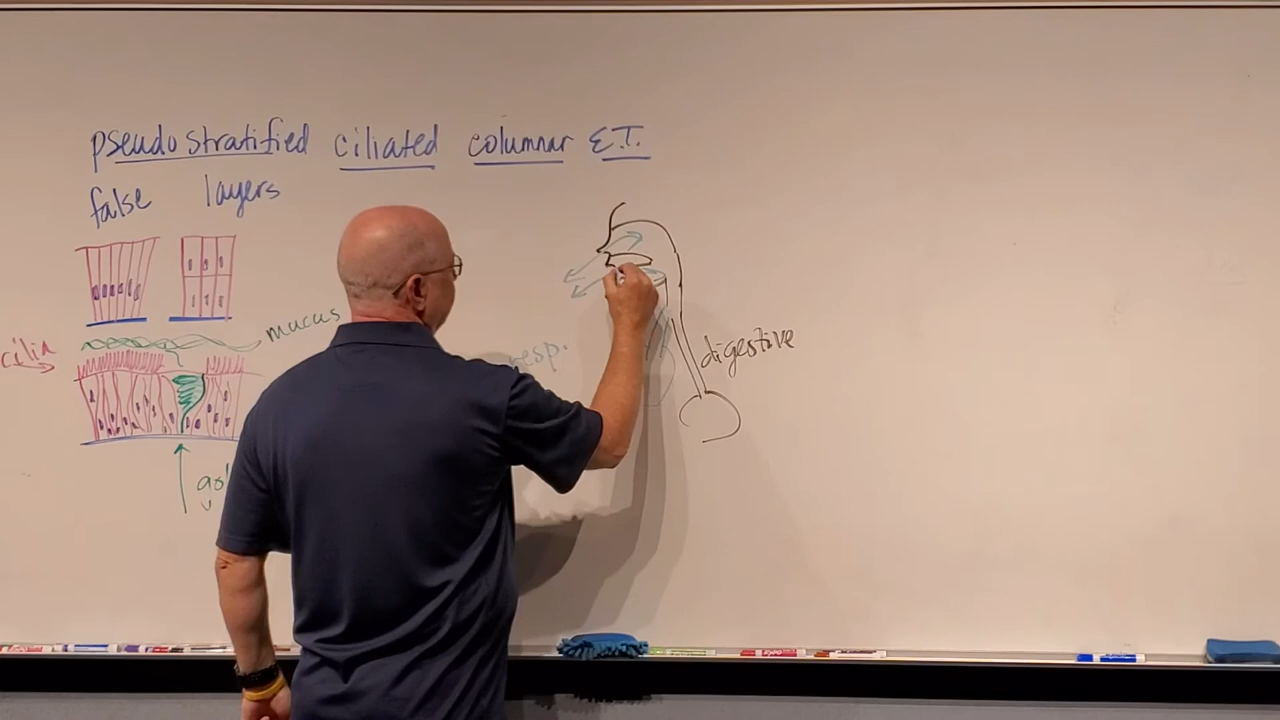 pseudostratified ciliated columnar E.T.
false layers
mucus
cilia
resp.
digestive